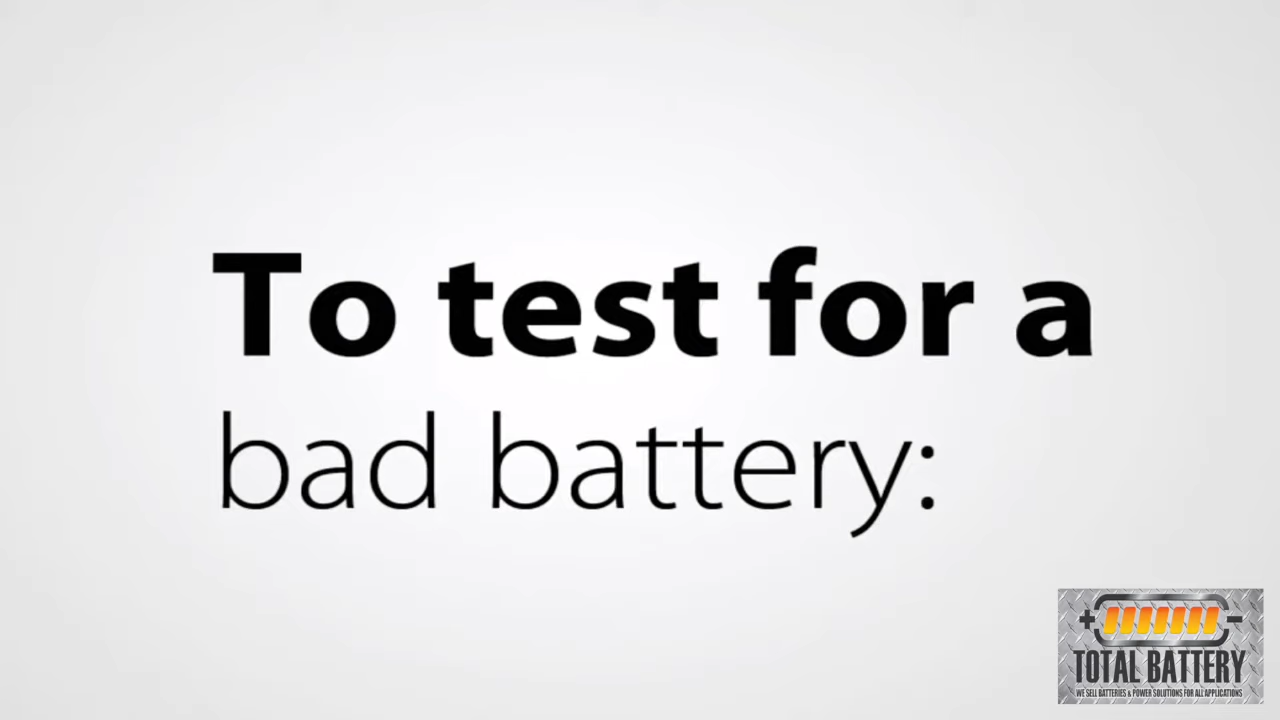 To test for a
bad battery:
+ -
TOTAL BATTERY
WE SELL BATTERIES & POWER SOLUTIONS FOR ALL APPLICATIONS